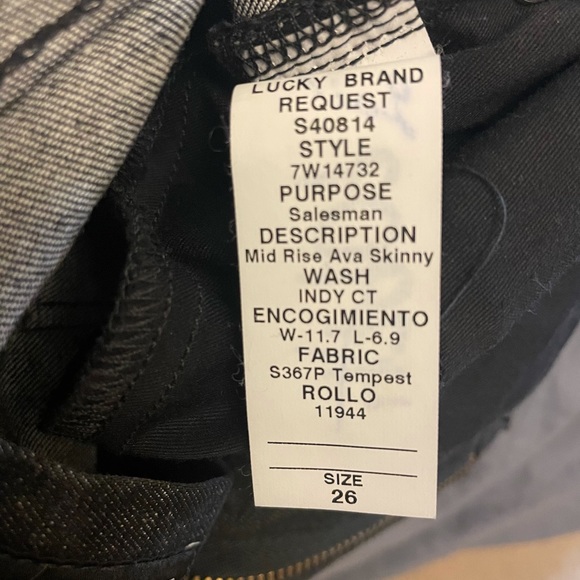 LUCKY BRAND
REQUEST
S40814
STYLE
7W14732
PURPOSE
Salesman
DESCRIPTION
Mid Rise Ava Skinny
WASH
INDY CT
ENCOGIMIENTO
W-11.7 L-6.9
FABRIC
S367P Tempest
ROLLO
11944
SIZE
26